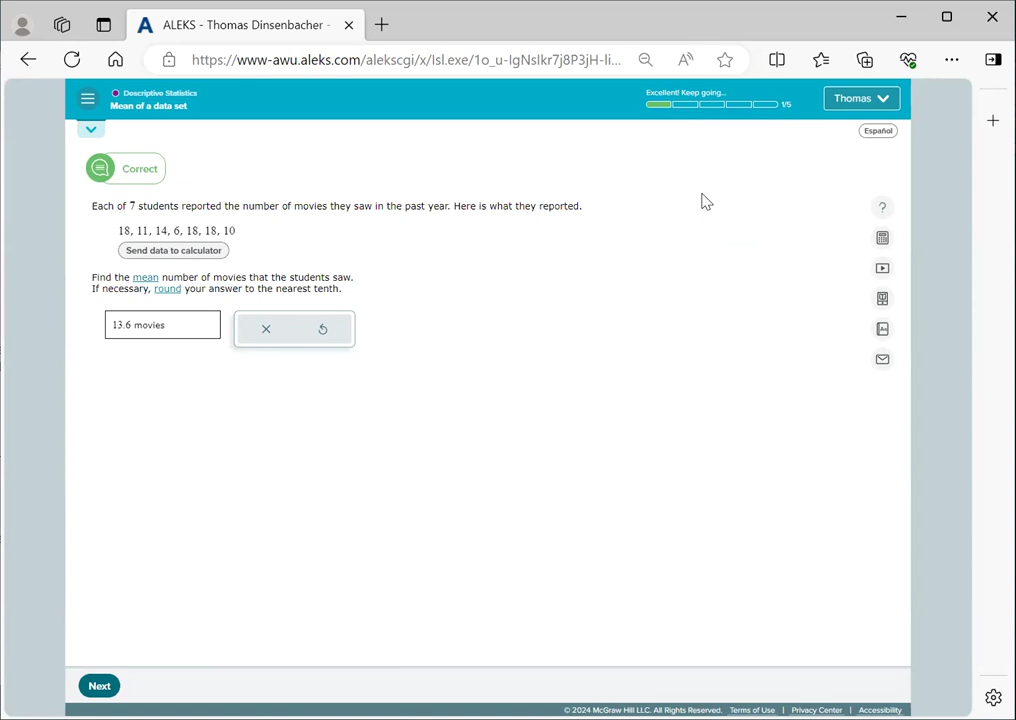 ALEKS - Thomas Dinsenbacher -
https://www-awu.aleks.com/alekscgi/x/Isl.exe/1o_u-IgNsIkr7j8P3jH-Ii...
Descriptive Statistics
Mean of a data set
Excellent! Keep going...
1/5
Thomas
Español
Correct
Each of 7 students reported the number of movies they saw in the past year. Here is what they reported.
18, 11, 14, 6, 18, 18, 10
Send data to calculator
Find the mean number of movies that the students saw.
If necessary, round your answer to the nearest tenth.
13.6 movies
Next
© 2024 McGraw Hill LLC. All Rights Reserved. Terms of Use | Privacy Center | Accessibility